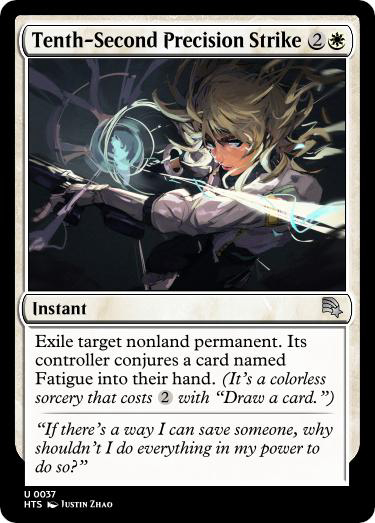 Tenth-Second Precision Strike 2
Instant
Exile target nonland permanent. Its
controller conjures a card named
Fatigue into their hand. (It's a colorless
sorcery that costs 2 with “Draw a card.”)
“If there's a way I can save someone, why
shouldn't I do everything in my power to
do so?”
U 0037
HTS Justin Zhao